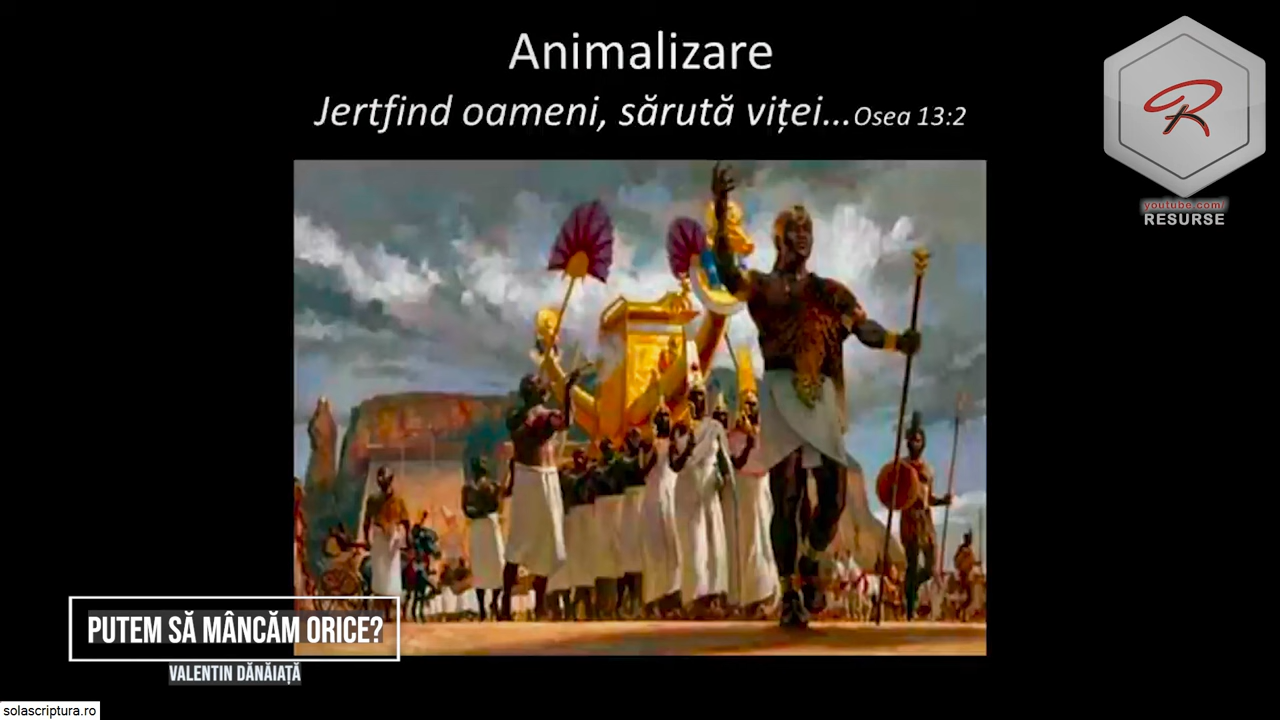 Animalizare
Jertfind oameni, sărută viței...Osea 13:2
R
youtube.com/
RESURSE
PUTEM SĂ MÂNCĂM ORICE?
VALENTIN DĂNĂIAȚĂ
solascriptura.ro